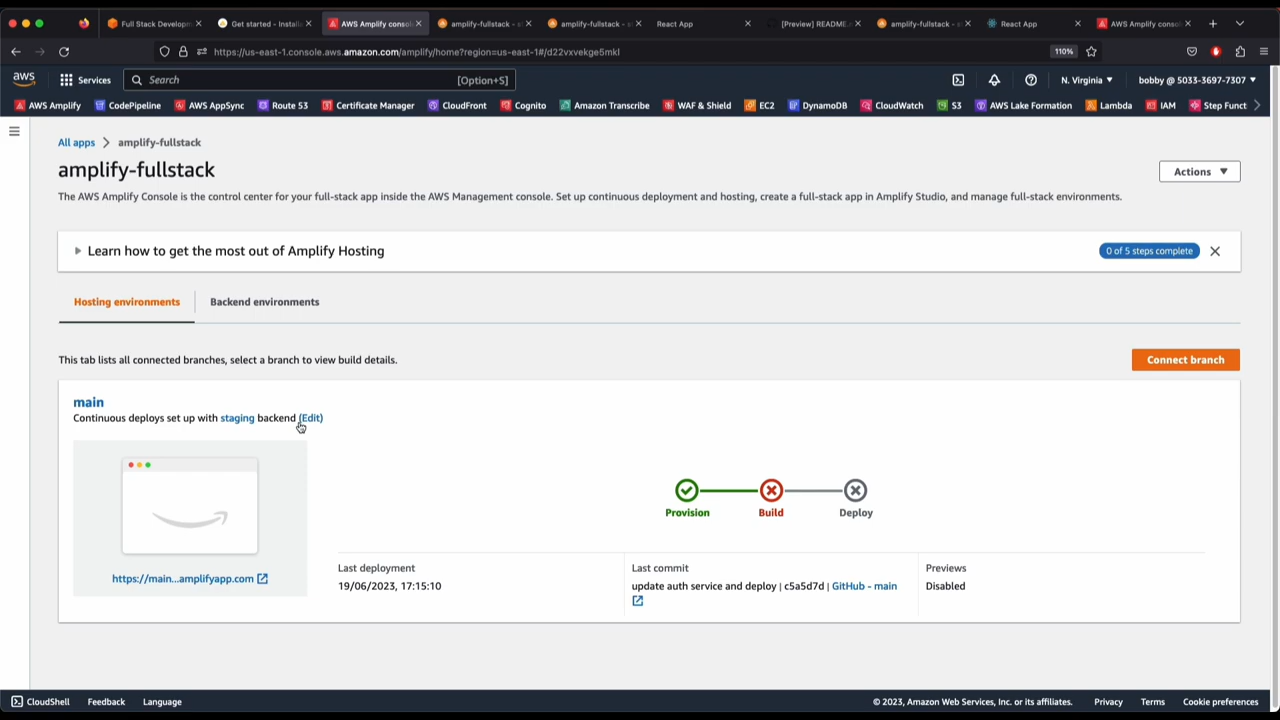 Full Stack Develop
Get started - Install
AWS Amplify conso
amplify-fullstack - s
amplify-fullstack - s
React App
[Preview] README.
amplify-fullstack - s
React App
AWS Amplify conso
https://us-east-1.console.aws.amazon.com/amplify/home?region=us-east-1#/d22vxvekge5mkl
110%
aws
Services
Search
[Option+S]
N. Virginia
bobby @ 5033-3697-7307
AWS Amplify
CodePipeline
AWS AppSync
Route 53
Certificate Manager
CloudFront
Cognito
Amazon Transcribe
WAF & Shield
EC2
DynamoDB
CloudWatch
S3
AWS Lake Formation
Lambda
IAM
Step Funct
All apps
amplify-fullstack
amplify-fullstack
Actions
The AWS Amplify Console is the control center for your full-stack app inside the AWS Management console. Set up continuous deployment and hosting, create a full-stack app in Amplify Studio, and manage full-stack environments.
Learn how to get the most out of Amplify Hosting
0 of 5 steps complete
Hosting environments
Backend environments
This tab lists all connected branches, select a branch to view build details.
Connect branch
main
Continuous deploys set up with staging backend (Edit)
Provision
Build
Deploy
https://main...amplifyapp.com
Last deployment
19/06/2023, 17:15:10
Last commit
update auth service and deploy | c5a5d7d | GitHub - main
Previews
Disabled
CloudShell
Feedback
Language
© 2023, Amazon Web Services, Inc. or its affiliates.
Privacy
Terms
Cookie preferences